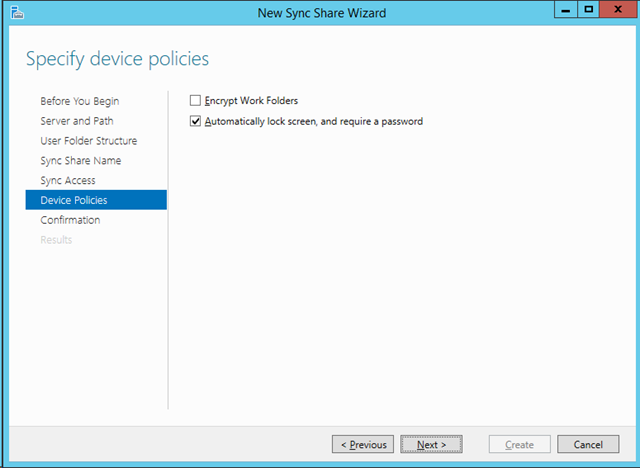 New Sync Share Wizard
Specify device policies
Before You Begin
Server and Path
User Folder Structure
Sync Share Name
Sync Access
Device Policies
Confirmation
Results
Encrypt Work Folders
Automatically lock screen, and require a password
< Previous
Next >
Create
Cancel